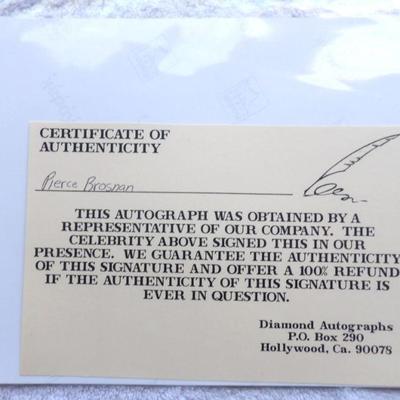 CERTIFICATE OF
AUTHENTICITY
Pierce Brosnan
THIS AUTOGRAPH WAS OBTAINED BY A
REPRESENTATIVE OF OUR COMPANY. THE
CELEBRITY ABOVE SIGNED THIS IN OUR
PRESENCE. WE GUARANTEE THE AUTHENTICITY
OF THIS SIGNATURE AND OFFER A 100% REFUND
IF THE AUTHENTICITY OF THIS SIGNATURE IS
EVER IN QUESTION.
Diamond Autographs
P.O. Box 290
Hollywood, Ca. 90078